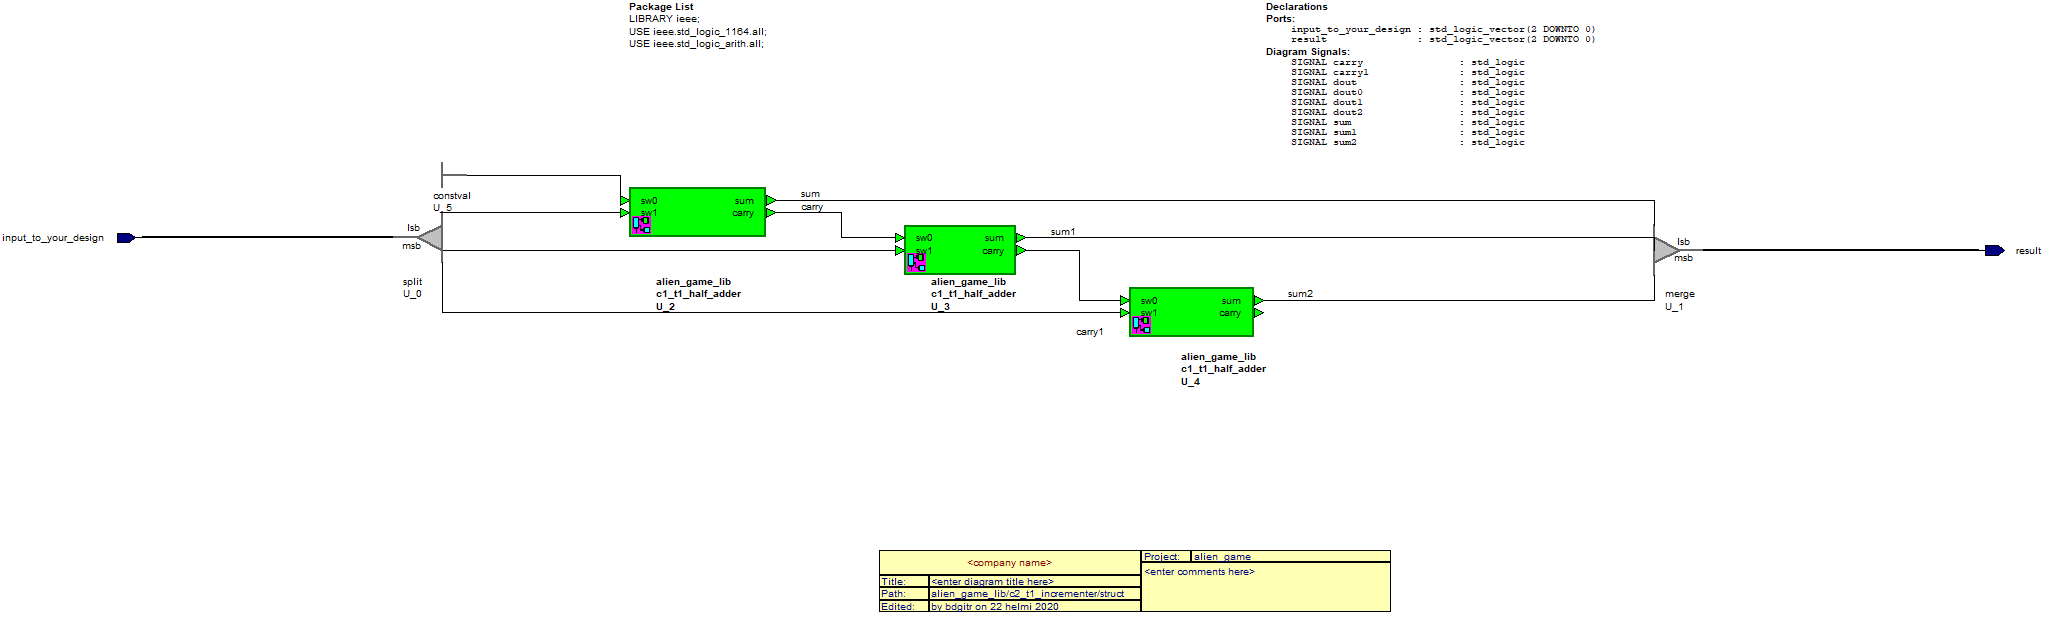 Package List
LIBRARY ieee;
USE ieee.std_logic_1164.all;
USE ieee.std_logic_arith.all;
Declarations
Ports:
input_to_your_design : std_logic_vector(2 DOWNTO 0)
result : std_logic_vector(2 DOWNTO 0)
Diagram Signals:
SIGNAL carry : std_logic
SIGNAL carry1 : std_logic
SIGNAL dout : std_logic
SIGNAL dout0 : std_logic
SIGNAL dout1 : std_logic
SIGNAL dout2 : std_logic
SIGNAL sum : std_logic
SIGNAL sum1 : std_logic
SIGNAL sum2 : std_logic
constval
U_5
input_to_your_design
lsb
msb
split
U_0
sw0 sum
sw1 carry
sum
carry
alien_game_lib
c1_t1_half_adder
U_2
sw0 sum
sw1 carry
sum1
alien_game_lib
c1_t1_half_adder
U_3
sw0 sum
sw1 carry
sum2
carry1
alien_game_lib
c1_t1_half_adder
U_4
lsb
msb
merge
U_1
result
<company name>
Title: <enter diagram title here>
Path: alien_game_lib/c2_t1_incrementer/struct
Edited: by bdgitr on 22 helmi 2020
Project: alien_game
<enter comments here>